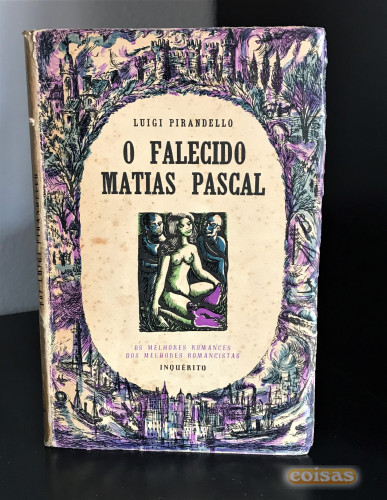 LUIGI PIRANDELLO
O FALECIDO
MATIAS PASCAL
OS MELHORES ROMANCES
DOS MELHORES ROMANCISTAS
INQUÉRITO
coisas